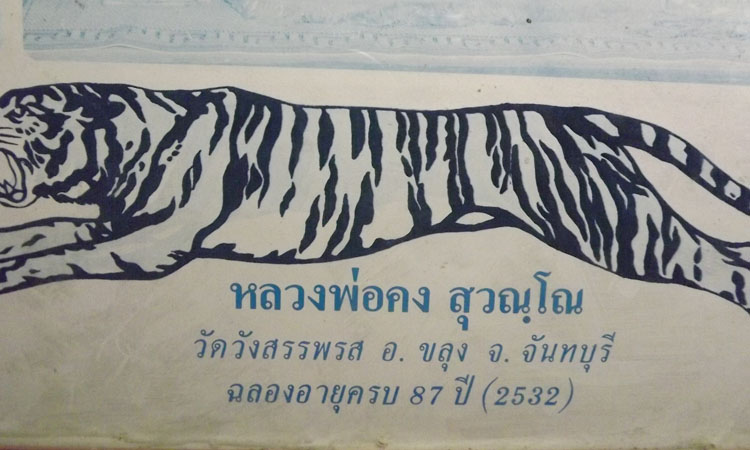 หลวงพ่อคง สุวณฺโณ
วัดวังสรรพรส อ. ขลุง จ. จันทบุรี
ฉลองอายุครบ 87 ปี (2532)